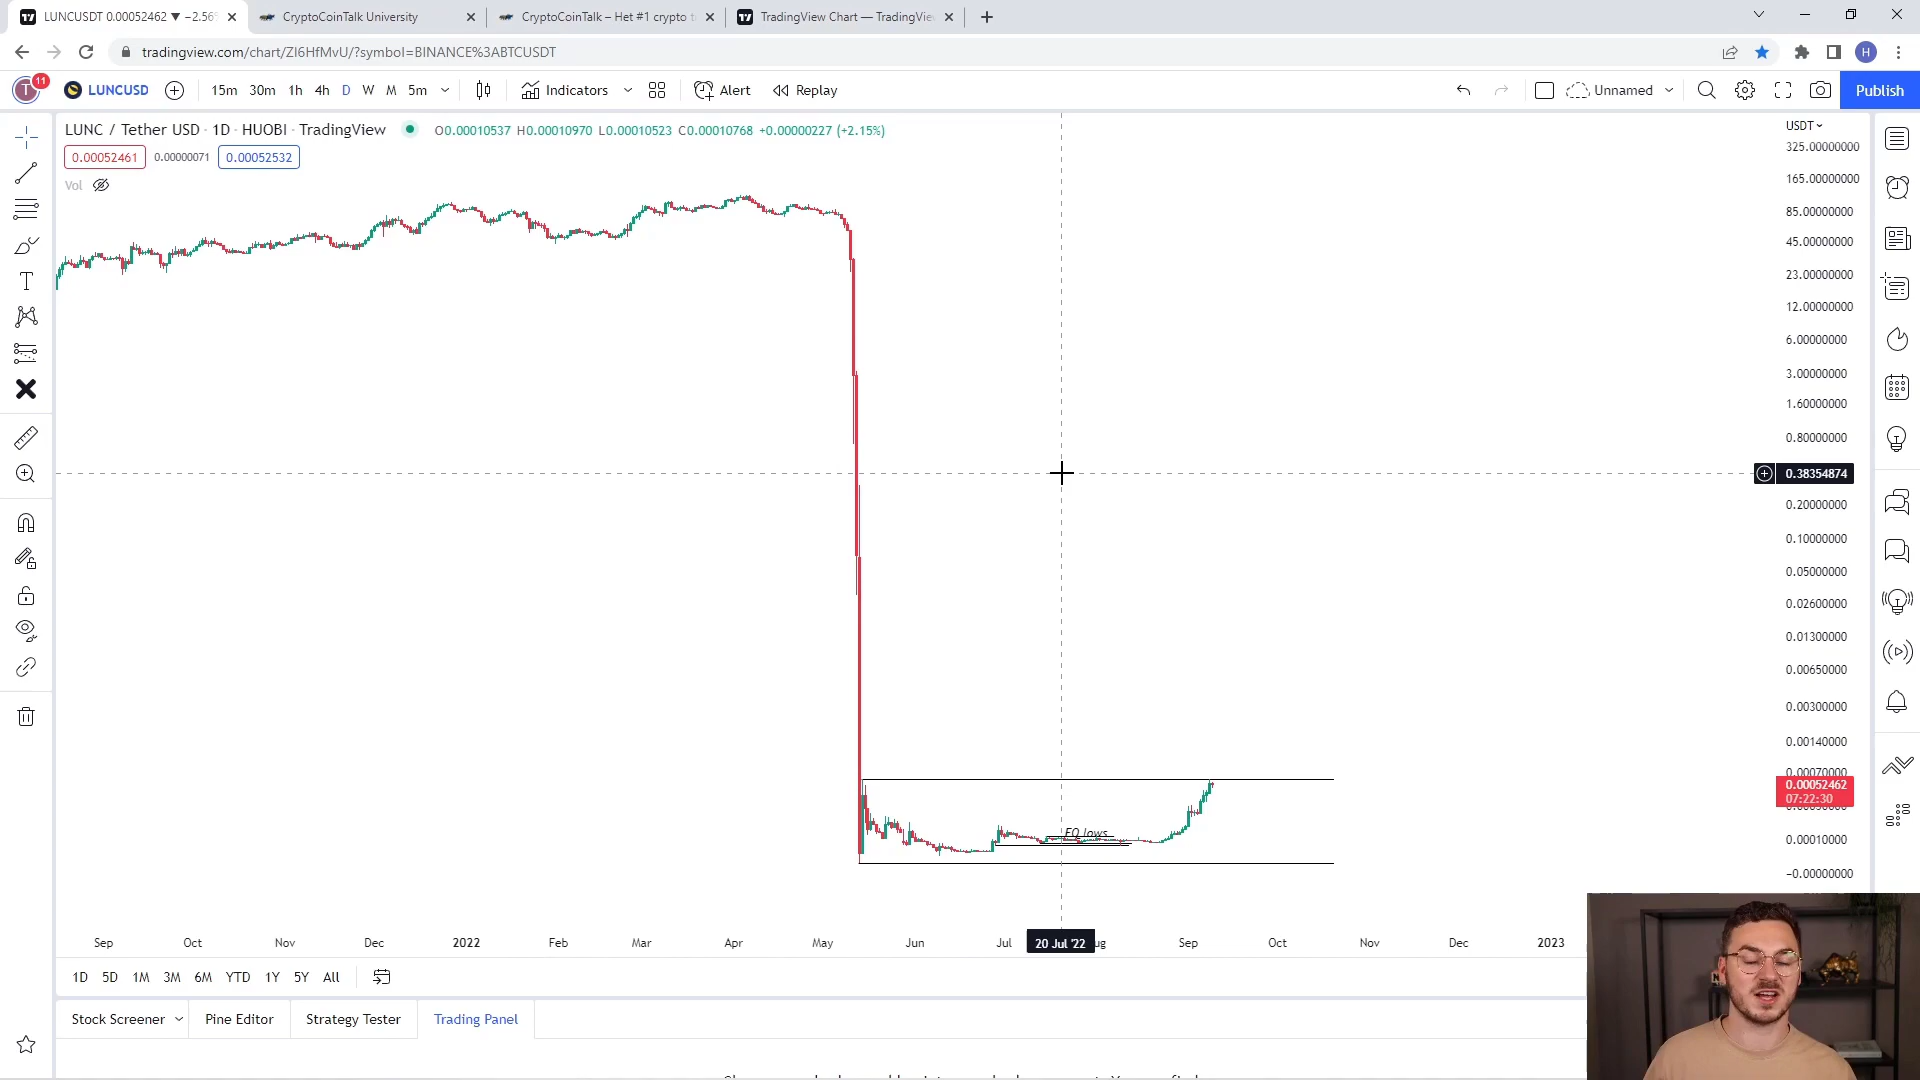 LUNCUSDT 0.00052462 ▼ −2.56
CryptoCoinTalk University
CryptoCoinTalk – Het #1 crypto
TradingView Chart — TradingVie
tradingview.com/chart/ZI6HfMvU/?symbol=BINANCE%3ABTCUSDT
H
T 11 LUNCUSD 15m 30m 1h 4h D W M 5m Indicators Alert Replay Unnamed Publish
LUNC / Tether USD · 1D · HUOBI · TradingView O0.00010537 H0.00010970 L0.00010523 C0.00010768 +0.00000227 (+2.15%)
USDT
0.00052461 0.00000071 0.00052532
Vol
325.00000000
165.00000000
85.00000000
45.00000000
23.00000000
12.00000000
6.00000000
3.00000000
1.60000000
0.80000000
0.38354874
0.20000000
0.10000000
0.05000000
0.02600000
0.01300000
0.00650000
0.00300000
0.00140000
0.00070000
0.00052462
07:22:30
EQ lows
0.00010000
−0.00000000
Sep Oct Nov Dec 2022 Feb Mar Apr May Jun Jul 20 Jul '22 Sep Oct Nov Dec 2023
1D 5D 1M 3M 6M YTD 1Y 5Y All
Stock Screener Pine Editor Strategy Tester Trading Panel